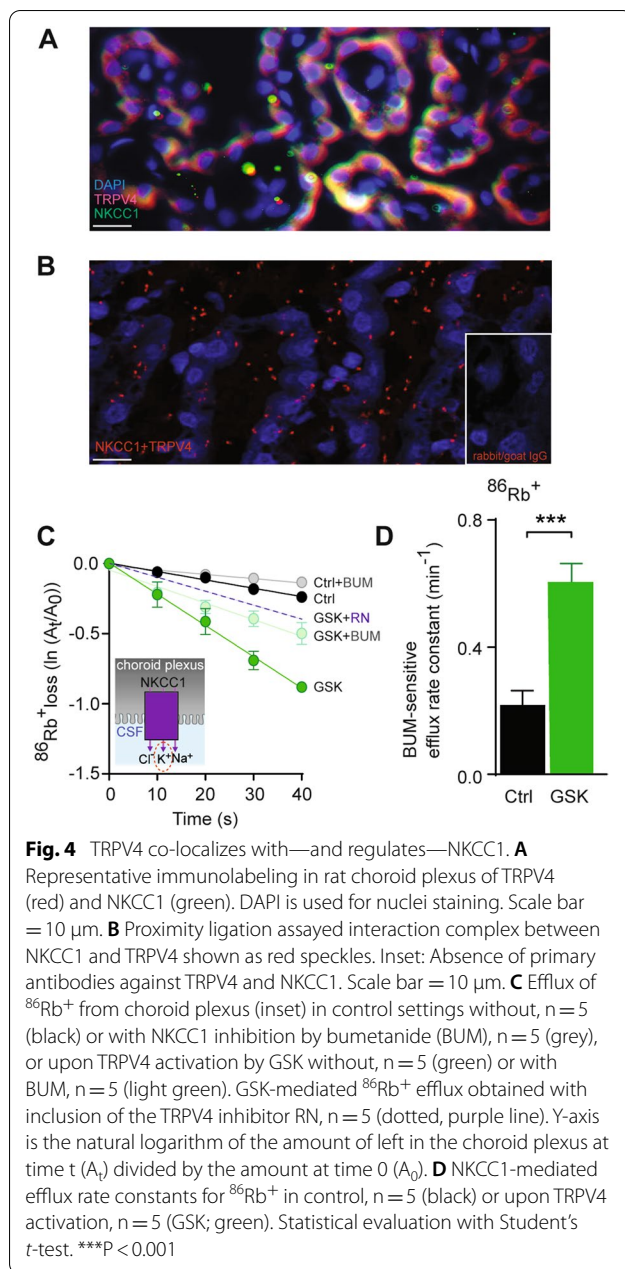 A
DAPI
TRPV4
NKCC1
B
NKCC1+TRPV4
rabbit/goat IgG
C
0.0
-0.5
-1.0
-1.5
⁸⁶Rb⁺ loss (ln (Aₜ/A₀))
0 10 20 30 40
Time (s)
Ctrl+BUM
Ctrl
GSK+RN
GSK+BUM
GSK
choroid plexus
NKCC1
CSF
Cl⁻ K⁺ Na⁺
D
⁸⁶Rb⁺
***
0.8
0.4
0.0
BUM-sensitive
efflux rate constant (min⁻¹)
Ctrl GSK
Fig. 4 TRPV4 co-localizes with—and regulates—NKCC1. A
Representative immunolabeling in rat choroid plexus of TRPV4
(red) and NKCC1 (green). DAPI is used for nuclei staining. Scale bar
= 10 μm. B Proximity ligation assayed interaction complex between
NKCC1 and TRPV4 shown as red speckles. Inset: Absence of primary
antibodies against TRPV4 and NKCC1. Scale bar = 10 μm. C Efflux of
⁸⁶Rb⁺ from choroid plexus (inset) in control settings without, n = 5
(black) or with NKCC1 inhibition by bumetanide (BUM), n = 5 (grey),
or upon TRPV4 activation by GSK without, n = 5 (green) or with
BUM, n = 5 (light green). GSK-mediated ⁸⁶Rb⁺ efflux obtained with
inclusion of the TRPV4 inhibitor RN, n = 5 (dotted, purple line). Y-axis
is the natural logarithm of the amount of left in the choroid plexus at
time t (Aₜ) divided by the amount at time 0 (A₀). D NKCC1-mediated
efflux rate constants for ⁸⁶Rb⁺ in control, n = 5 (black) or upon TRPV4
activation, n = 5 (GSK; green). Statistical evaluation with Student's
t-test. ***P < 0.001